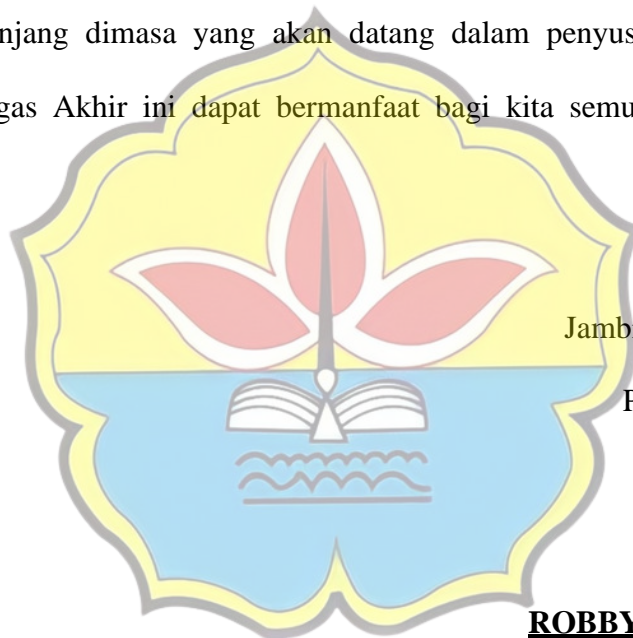 njang dimasa yang akan datang dalam penyus
gas Akhir ini dapat bermanfaat bagi kita semu
Jamb
P
ROBBY